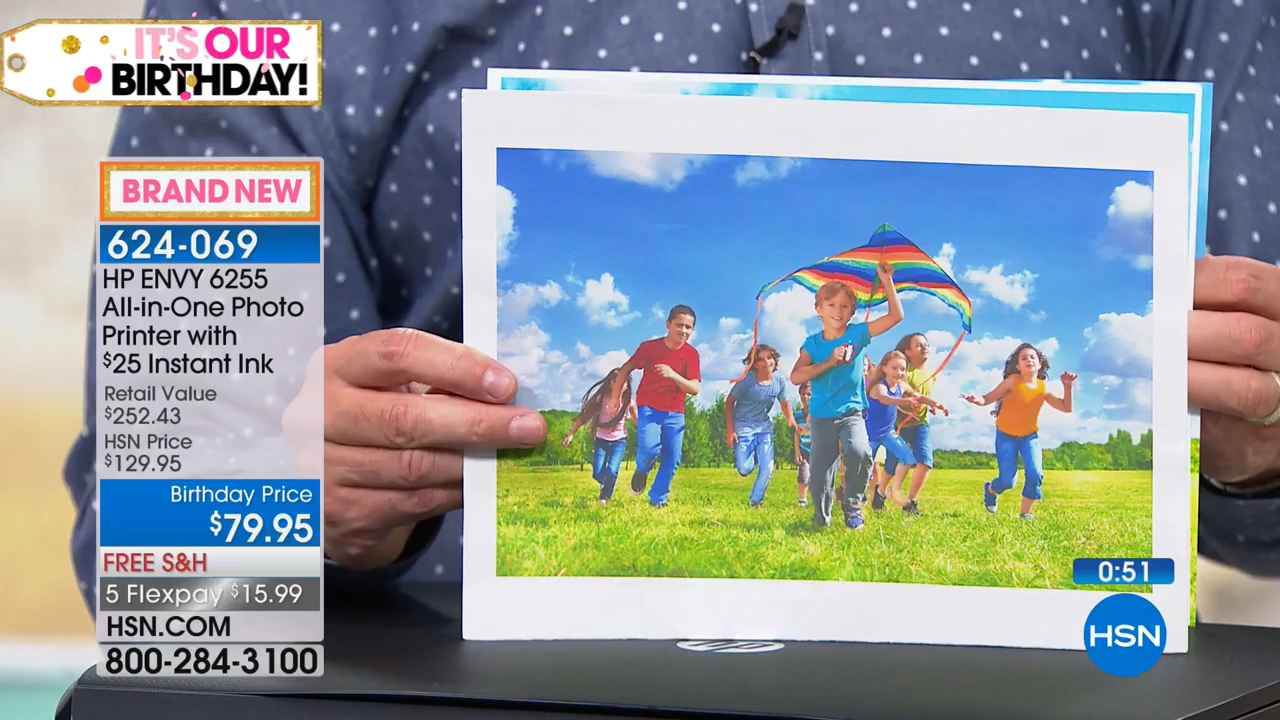 IT'S OUR
BIRTHDAY!
BRAND NEW
624-069
HP ENVY 6255
All-in-One Photo
Printer with
$25 Instant Ink
Retail Value
$252.43
HSN Price
$129.95
Birthday Price
$79.95
FREE S&H
5 Flexpay $15.99
HSN.COM
800-284-3100
0:51
HSN
hp